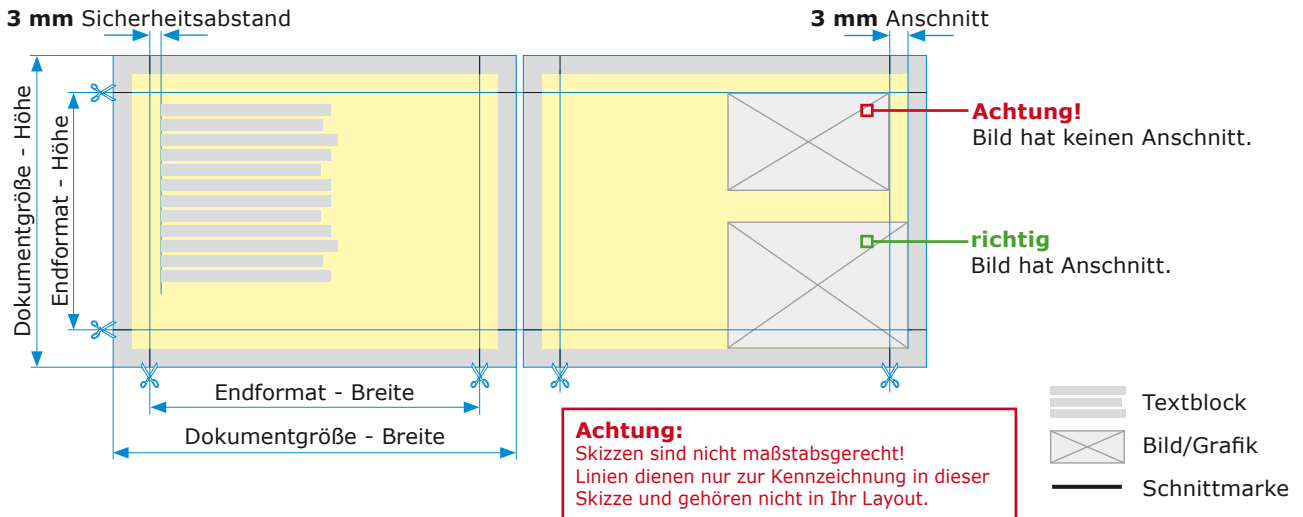 3 mm Sicherheitsabstand
3 mm Anschnitt
Dokumentgröße - Höhe
Endformat - Höhe
Achtung!
Bild hat keinen Anschnitt.
richtig
Bild hat Anschnitt.
Endformat - Breite
Dokumentgröße - Breite
Achtung:
Skizzen sind nicht maßstabsgerecht!
Linien dienen nur zur Kennzeichnung in dieser
Skizze und gehören nicht in Ihr Layout.
Textblock
Bild/Grafik
Schnittmarke